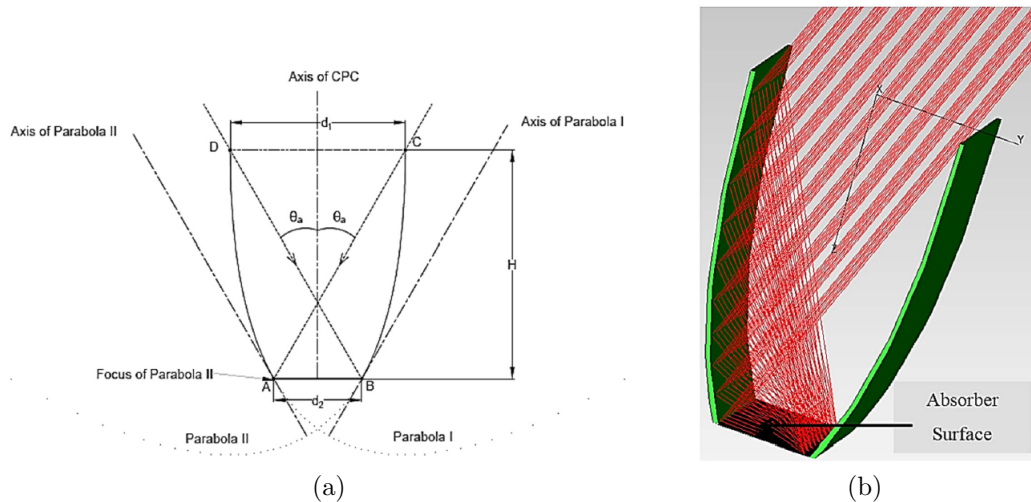 Axis of CPC
Axis of Parabola II
Axis of Parabola I
d₁
D
C
θₐ
θₐ
H
Focus of Parabola II
A
B
d₂
Parabola II
Parabola I
(a)
X
Y
Z
Absorber
Surface
(b)